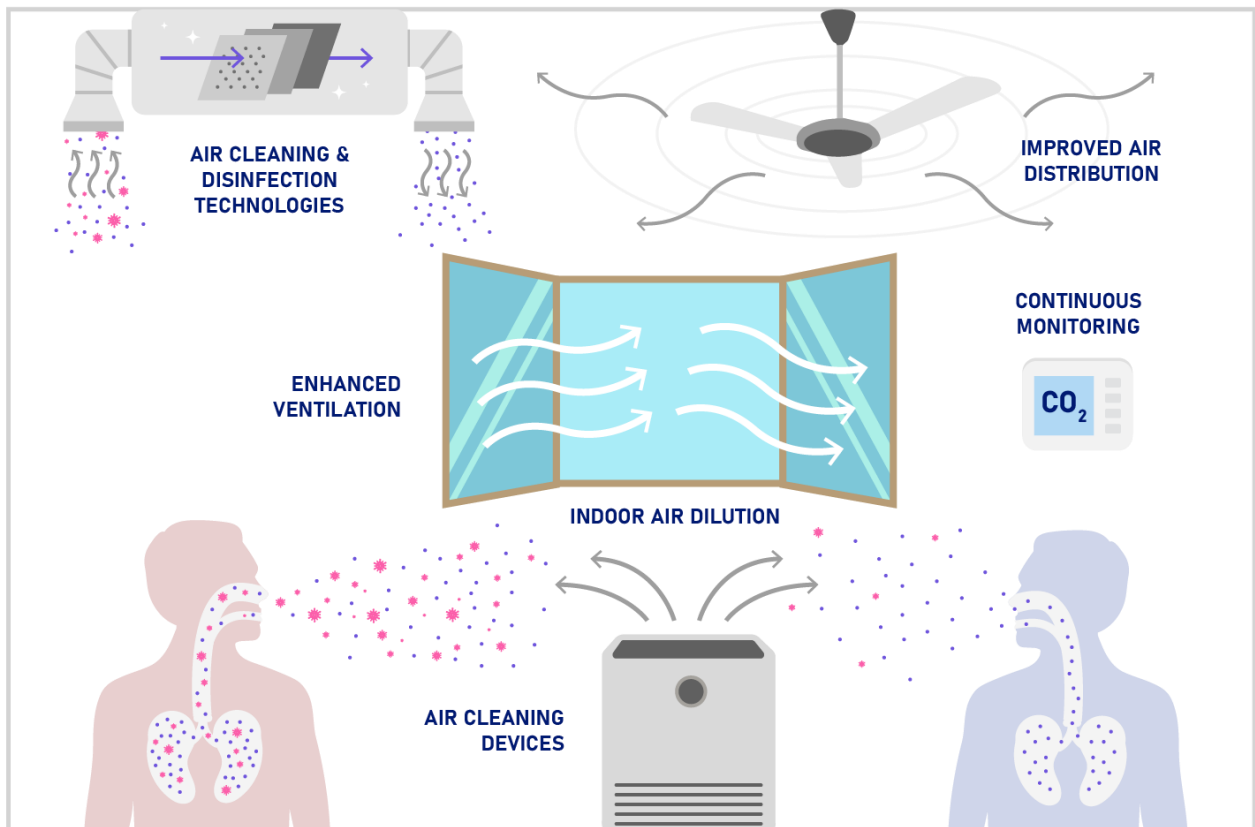 AIR CLEANING &
DISINFECTION
TECHNOLOGIES
IMPROVED AIR
DISTRIBUTION
CONTINUOUS
MONITORING
CO₂
ENHANCED
VENTILATION
INDOOR AIR DILUTION
AIR CLEANING
DEVICES